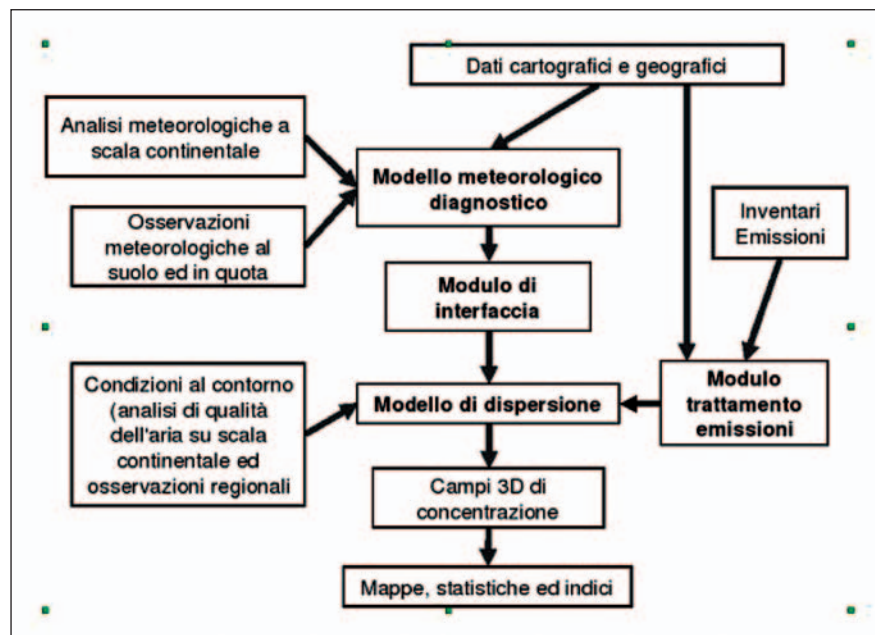 Dati cartografici e geografici
Analisi meteorologiche a
scala continentale
Modello meteorologico
diagnostico
Osservazioni
meteorologiche al
suolo ed in quota
Inventari
Emissioni
Modulo di
interfaccia
Condizioni al contorno
(analisi di qualità
dell'aria su scala
continentale ed
osservazioni regionali
Modello di dispersione
Modulo
trattamento
emissioni
Campi 3D di
concentrazione
Mappe, statistiche ed indici